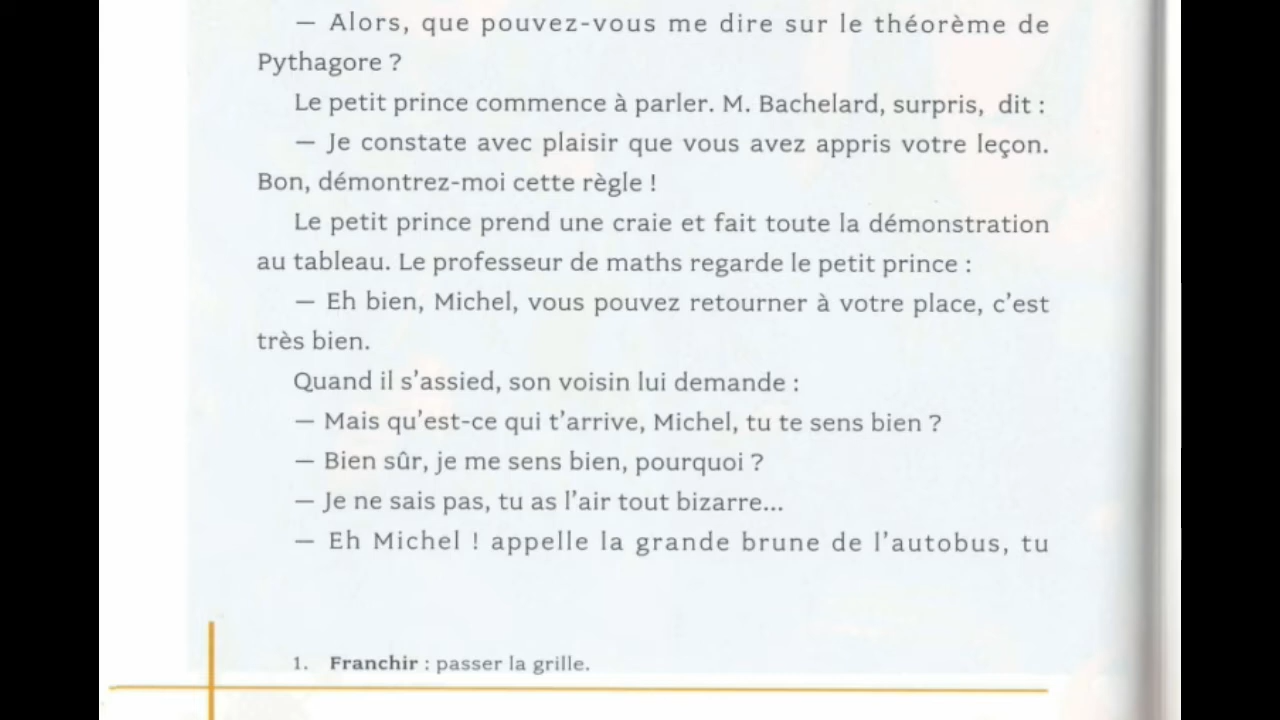 — Alors, que pouvez-vous me dire sur le théorème de
Pythagore ?
Le petit prince commence à parler. M. Bachelard, surpris, dit :
— Je constate avec plaisir que vous avez appris votre leçon.
Bon, démontrez-moi cette règle !
Le petit prince prend une craie et fait toute la démonstration
au tableau. Le professeur de maths regarde le petit prince :
— Eh bien, Michel, vous pouvez retourner à votre place, c’est
très bien.
Quand il s’assied, son voisin lui demande :
— Mais qu’est-ce qui t’arrive, Michel, tu te sens bien ?
— Bien sûr, je me sens bien, pourquoi ?
— Je ne sais pas, tu as l’air tout bizarre...
— Eh Michel ! appelle la grande brune de l’autobus, tu
1. Franchir : passer la grille.